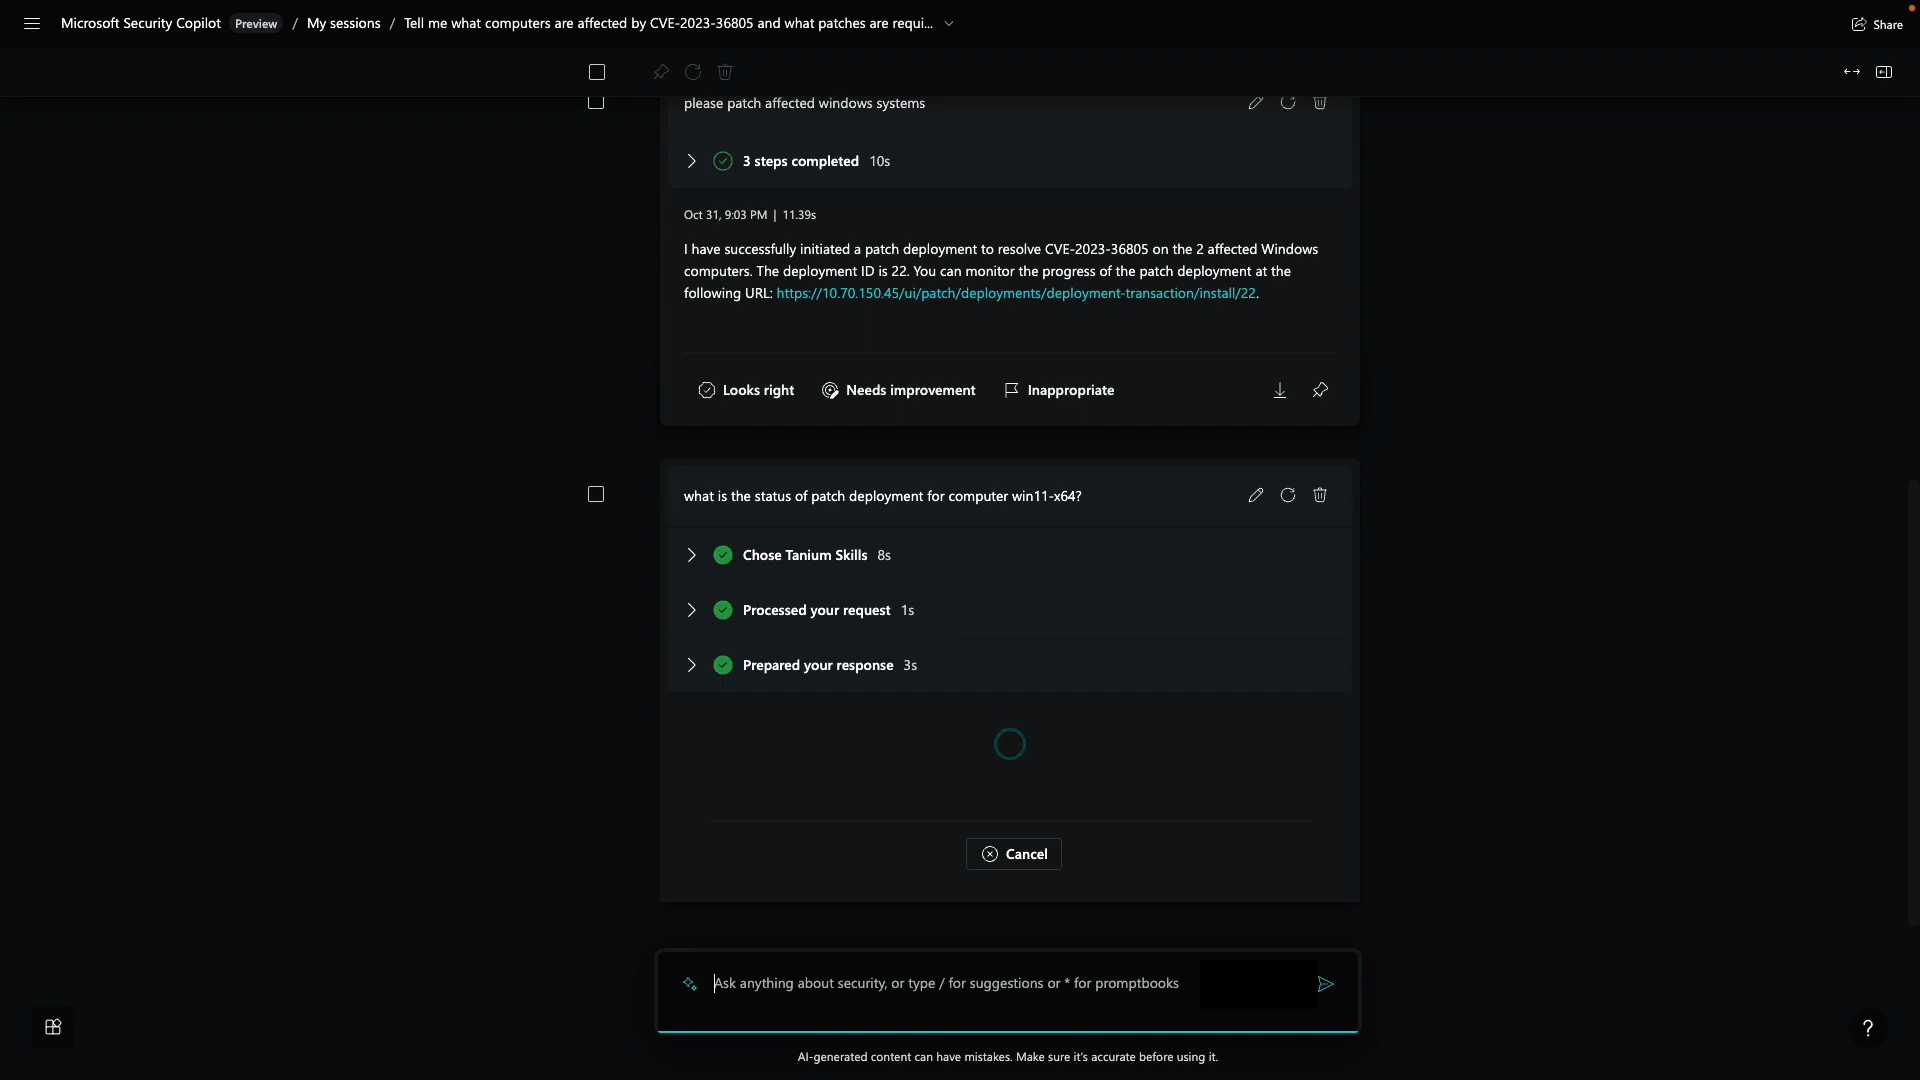 Microsoft Security Copilot Preview / My sessions / Tell me what computers are affected by CVE-2023-36805 and what patches are requi...
Share
please patch affected windows systems
3 steps completed 10s
Oct 31, 9:03 PM | 11.39s
I have successfully initiated a patch deployment to resolve CVE-2023-36805 on the 2 affected Windows
computers. The deployment ID is 22. You can monitor the progress of the patch deployment at the
following URL: https://10.70.150.45/ui/patch/deployments/deployment-transaction/install/22.
Looks right Needs improvement Inappropriate
what is the status of patch deployment for computer win11-x64?
Chose Tanium Skills 8s
Processed your request 1s
Prepared your response 3s
Cancel
Ask anything about security, or type / for suggestions or * for promptbooks
?
AI-generated content can have mistakes. Make sure it's accurate before using it.